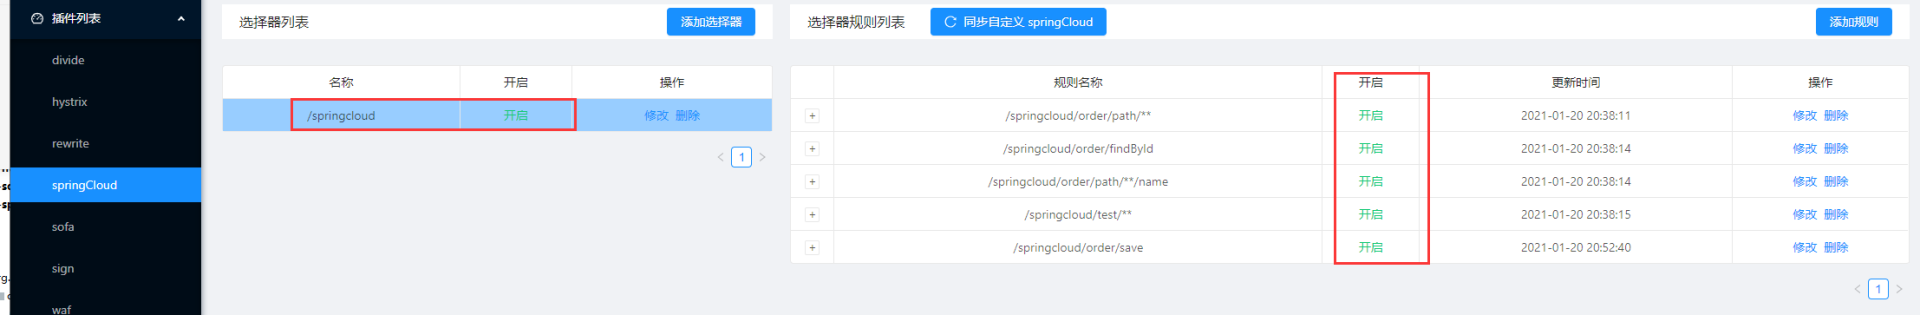 插件列表
divide
hystrix
rewrite
springCloud
sofa
sign
waf
选择器列表 添加选择器
名称 开启 操作
/springcloud 开启 修改 删除
< 1 >
选择器规则列表 同步自定义 springCloud 添加规则
规则名称 开启 更新时间 操作
+ /springcloud/order/path/** 开启 2021-01-20 20:38:11 修改 删除
+ /springcloud/order/findById 开启 2021-01-20 20:38:14 修改 删除
+ /springcloud/order/path/**/name 开启 2021-01-20 20:38:14 修改 删除
+ /springcloud/test/** 开启 2021-01-20 20:38:15 修改 删除
+ /springcloud/order/save 开启 2021-01-20 20:52:40 修改 删除
< 1 >